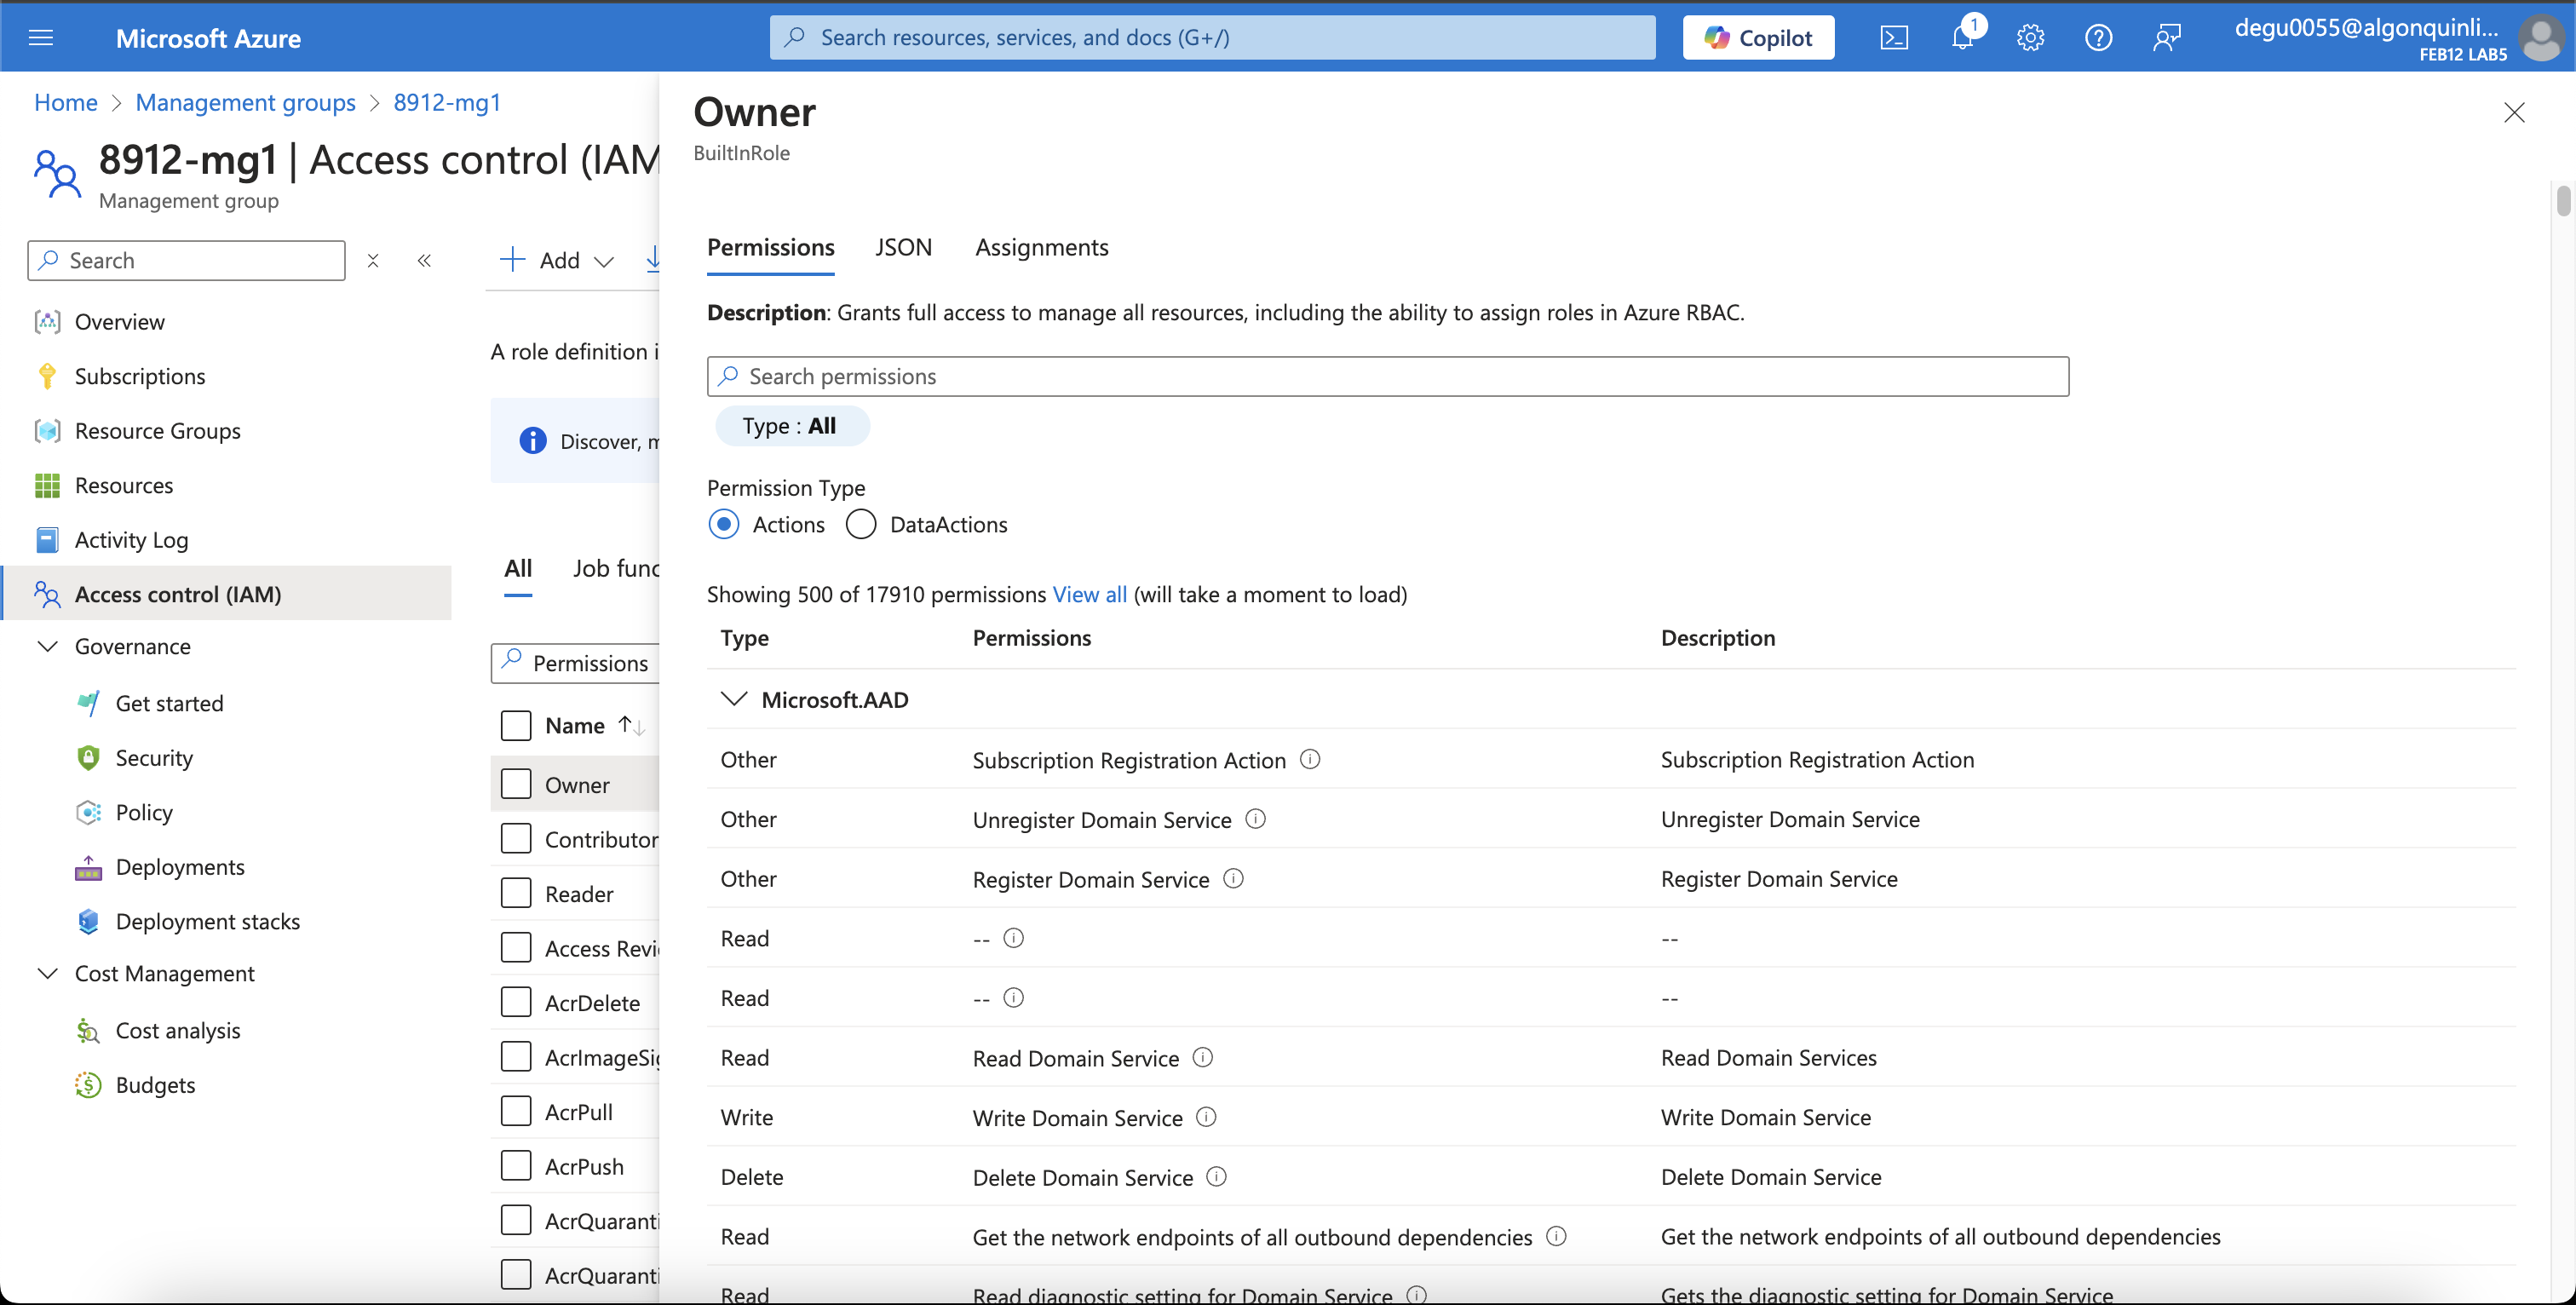 Microsoft Azure
Search resources, services, and docs (G+/)
Copilot
1
degu0055@algonquinli...
FEB12 LAB5
Home > Management groups > 8912-mg1
8912-mg1 | Access control (IAM
Management group
Search
Overview
Subscriptions
Resource Groups
Resources
Activity Log
Access control (IAM)
Governance
Get started
Security
Policy
Deployments
Deployment stacks
Cost Management
Cost analysis
Budgets
Add
A role definition i
Discover, m
All Job func
Permissions
Name
Owner
Contributor
Reader
Access Revi
AcrDelete
AcrImageSig
AcrPull
AcrPush
AcrQuaranti
AcrQuaranti
Owner
BuiltInRole
Permissions JSON Assignments
Description: Grants full access to manage all resources, including the ability to assign roles in Azure RBAC.
Search permissions
Type : All
Permission Type
Actions DataActions
Showing 500 of 17910 permissions View all (will take a moment to load)
Type Permissions Description
Microsoft.AAD
Other Subscription Registration Action Subscription Registration Action
Other Unregister Domain Service Unregister Domain Service
Other Register Domain Service Register Domain Service
Read -- --
Read -- --
Read Read Domain Service Read Domain Services
Write Write Domain Service Write Domain Service
Delete Delete Domain Service Delete Domain Service
Read Get the network endpoints of all outbound dependencies Get the network endpoints of all outbound dependencies
Read Read diagnostic setting for Domain Service Gets the diagnostic setting for Domain Service